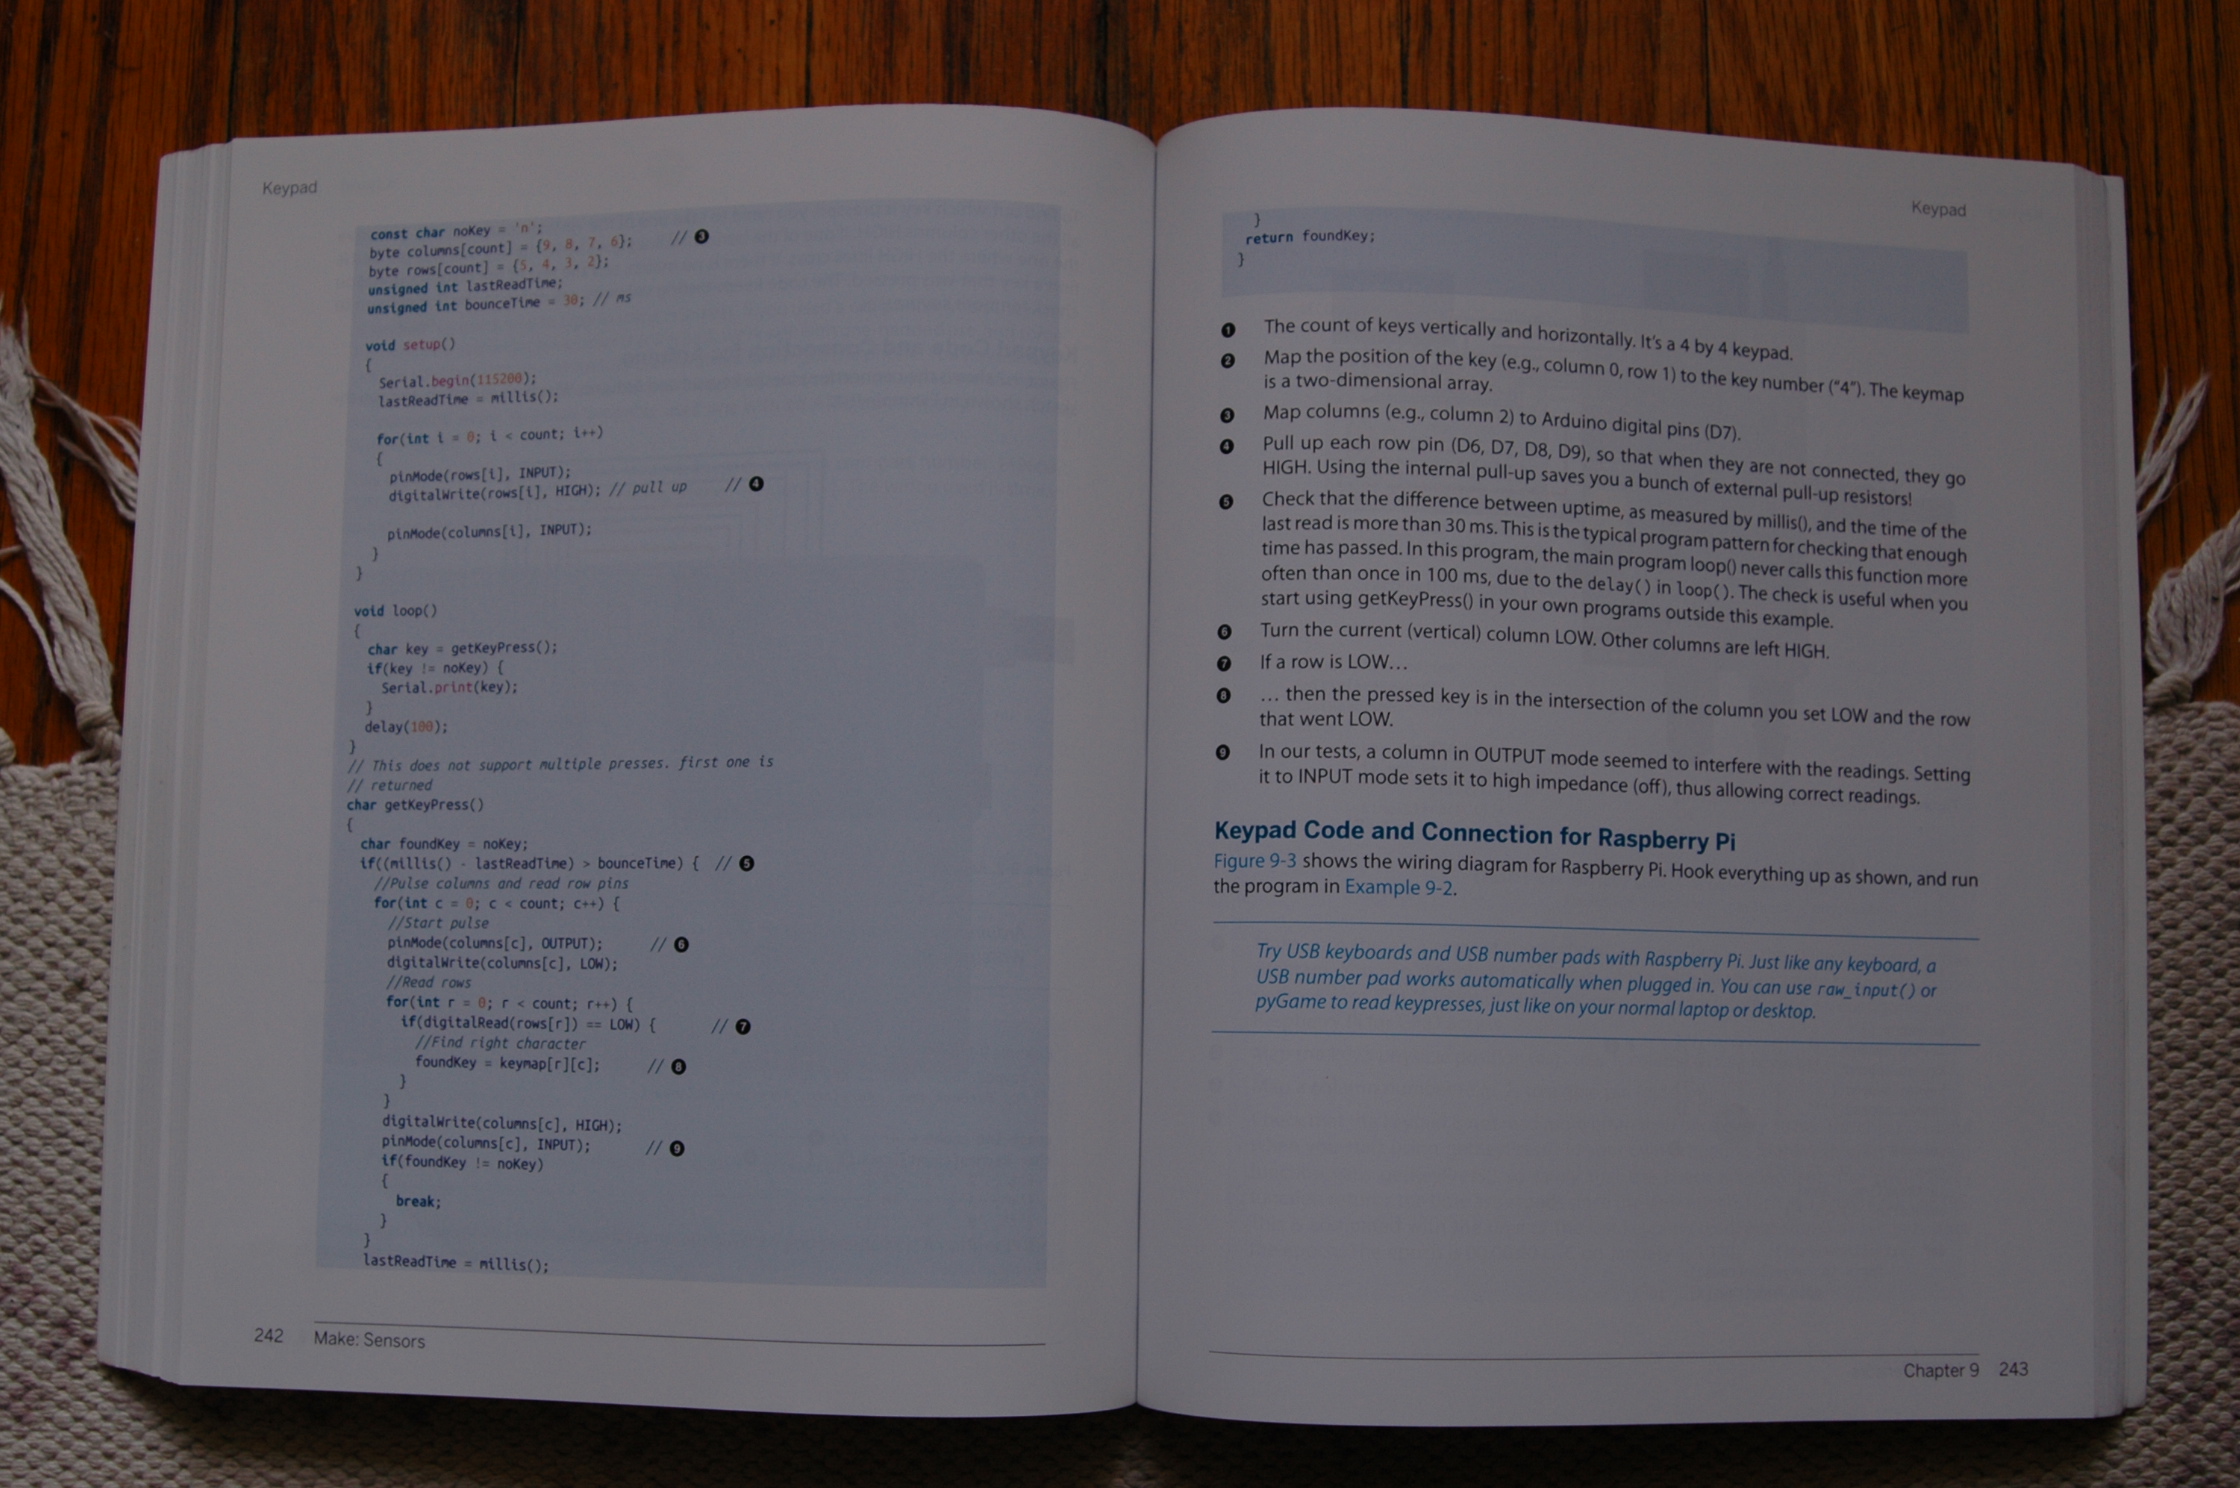 Keypad
const char noKey = 'n';
byte columns[count] = {9, 8, 7, 6}; // ❸
byte rows[count] = {5, 4, 3, 2};
unsigned int lastReadTime;
unsigned int bounceTime = 30; // ms
void setup()
{
Serial.begin(115200);
lastReadTime = millis();
for(int i = 0; i < count; i++)
{
pinMode(rows[i], INPUT);
digitalWrite(rows[i], HIGH); // pull up // ❹
pinMode(columns[i], INPUT);
}
}
void loop()
{
char key = getKeyPress();
if(key != noKey) {
Serial.print(key);
}
delay(100);
}
// This does not support multiple presses. first one is
// returned
char getKeyPress()
{
char foundKey = noKey;
if((millis() - lastReadTime) > bounceTime) { // ❺
//Pulse columns and read row pins
for(int c = 0; c < count; c++) {
//Start pulse
pinMode(columns[c], OUTPUT);
digitalWrite(columns[c], LOW); // ❻
//Read rows
for(int r = 0; r < count; r++) {
if(digitalRead(rows[r]) == LOW) { // ❼
//Find right character
foundKey = keymap[r][c]; // ❽
}
}
digitalWrite(columns[c], HIGH);
pinMode(columns[c], INPUT); // ❾
if(foundKey != noKey)
{
break;
}
}
lastReadTime = millis();
242 Make: Sensors
Keypad
}
return foundKey;
}
❶ The count of keys vertically and horizontally. It's a 4 by 4 keypad.
❷ Map the position of the key (e.g., column 0, row 1) to the key number ("4"). The keymap
is a two-dimensional array.
❸ Map columns (e.g., column 2) to Arduino digital pins (D7).
❹ Pull up each row pin (D6, D7, D8, D9), so that when they are not connected, they go
HIGH. Using the internal pull-up saves you a bunch of external pull-up resistors!
❺ Check that the difference between uptime, as measured by millis(), and the time of the
last read is more than 30 ms. This is the typical program pattern for checking that enough
time has passed. In this program, the main program loop() never calls this function more
often than once in 100 ms, due to the delay() in loop(). The check is useful when you
start using getKeyPress() in your own programs outside this example.
❻ Turn the current (vertical) column LOW. Other columns are left HIGH.
❼ If a row is LOW…
❽ … then the pressed key is in the intersection of the column you set LOW and the row
that went LOW.
❾ In our tests, a column in OUTPUT mode seemed to interfere with the readings. Setting
it to INPUT mode sets it to high impedance (off), thus allowing correct readings.
Keypad Code and Connection for Raspberry Pi
Figure 9-3 shows the wiring diagram for Raspberry Pi. Hook everything up as shown, and run
the program in Example 9-2.
Try USB keyboards and USB number pads with Raspberry Pi. Just like any keyboard, a
USB number pad works automatically when plugged in. You can use raw_input() or
pyGame to read keypresses, just like on your normal laptop or desktop.
Chapter 9 243